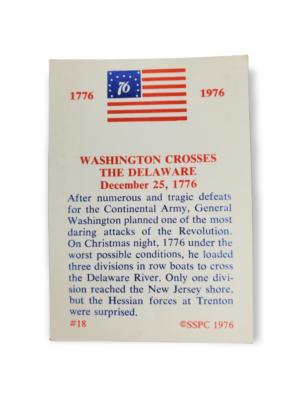 1776 76 1976
WASHINGTON CROSSES
THE DELAWARE
December 25, 1776
After numerous and tragic defeats
for the Continental Army, General
Washington planned one of the most
daring attacks of the Revolution.
On Christmas night, 1776 under the
worst possible conditions, he loaded
three divisions in row boats to cross
the Delaware River. Only one divi-
sion reached the New Jersey shore,
but the Hessian forces at Trenton
were surprised.
#18 ©SSPC 1976